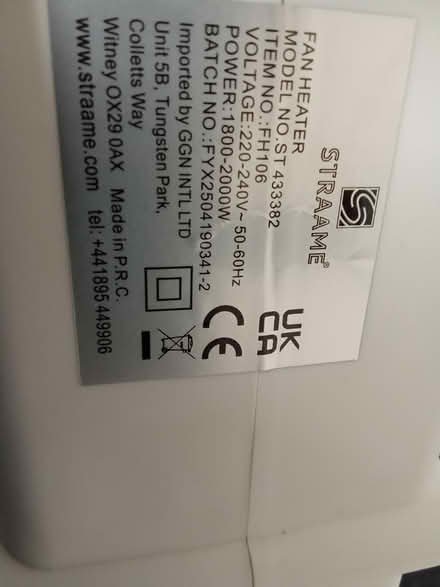 STRAAME®
FAN HEATER
MODEL NO.ST 433382
ITEM NO.:FH106
VOLTAGE:220-240V~ 50-60Hz
POWER:1800-2000W
BATCH NO.:FYX2504190341-2
Imported by GGN INTL LTD
Unit 5B, Tungsten Park,
Colletts Way
Witney OX29 0AX Made in P.R.C.
www.straame.com tel: +441895 449906
UK
CA
CE